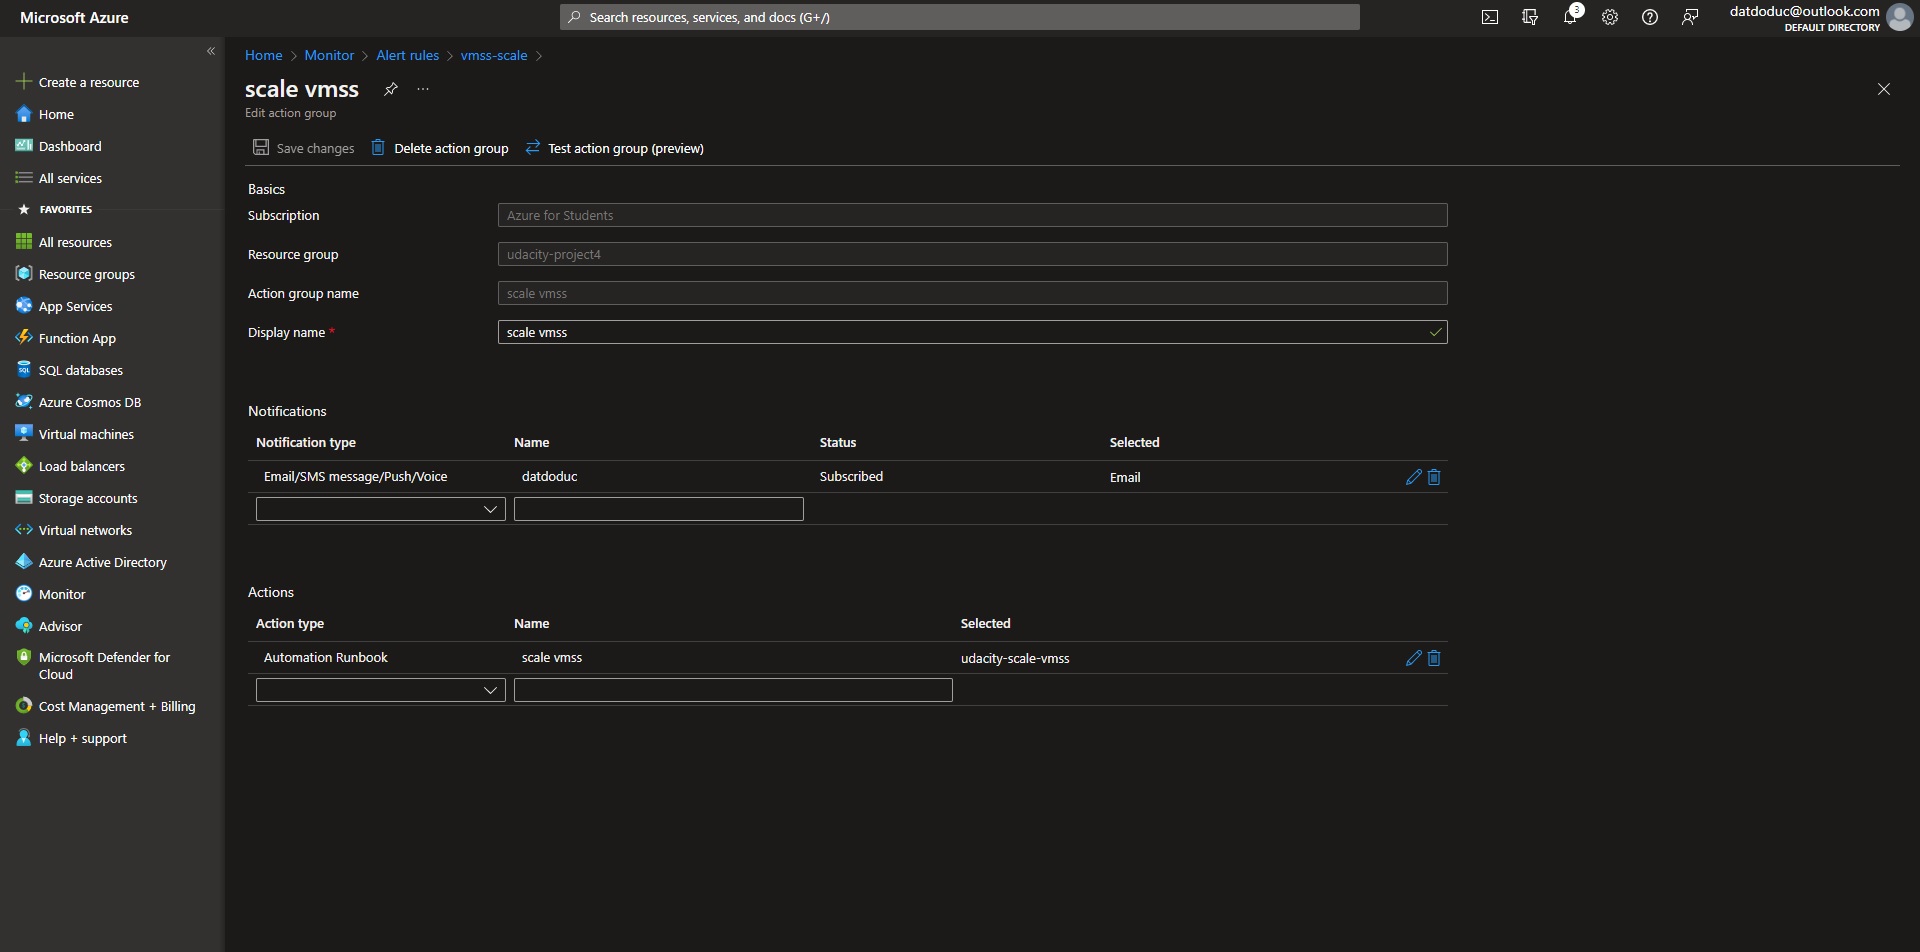 Microsoft Azure
Search resources, services, and docs (G+/)
3
datdoduc@outlook.com
DEFAULT DIRECTORY
«
Create a resource
Home
Dashboard
All services
FAVORITES
All resources
Resource groups
App Services
Function App
SQL databases
Azure Cosmos DB
Virtual machines
Load balancers
Storage accounts
Virtual networks
Azure Active Directory
Monitor
Advisor
Microsoft Defender for
Cloud
Cost Management + Billing
Help + support
Home > Monitor > Alert rules > vmss-scale >
scale vmss
...
Edit action group
Save changes Delete action group Test action group (preview)
Basics
Subscription Azure for Students
Resource group udacity-project4
Action group name scale vmss
Display name * scale vmss
Notifications
Notification type Name Status Selected
Email/SMS message/Push/Voice datdoduc Subscribed Email
Actions
Action type Name Selected
Automation Runbook scale vmss udacity-scale-vmss